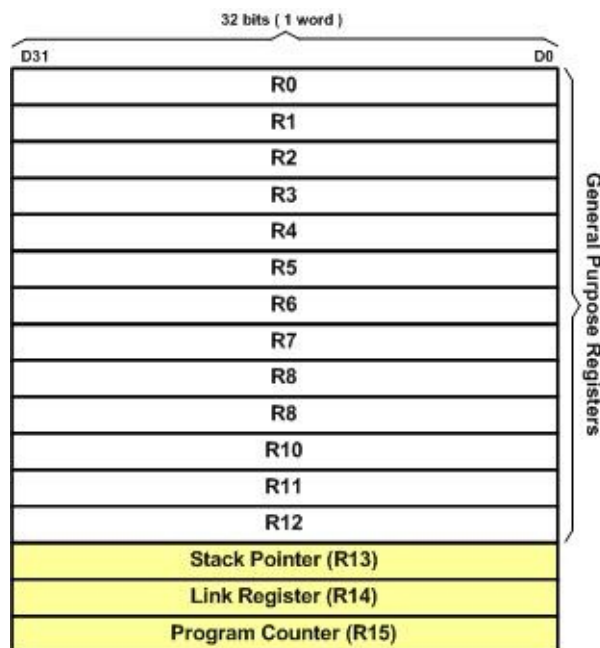 32 bits ( 1 word )
D31 D0
R0
R1
R2
R3
R4
R5
R6
R7
R8
R8
R10
R11
R12
General Purpose Registers
Stack Pointer (R13)
Link Register (R14)
Program Counter (R15)